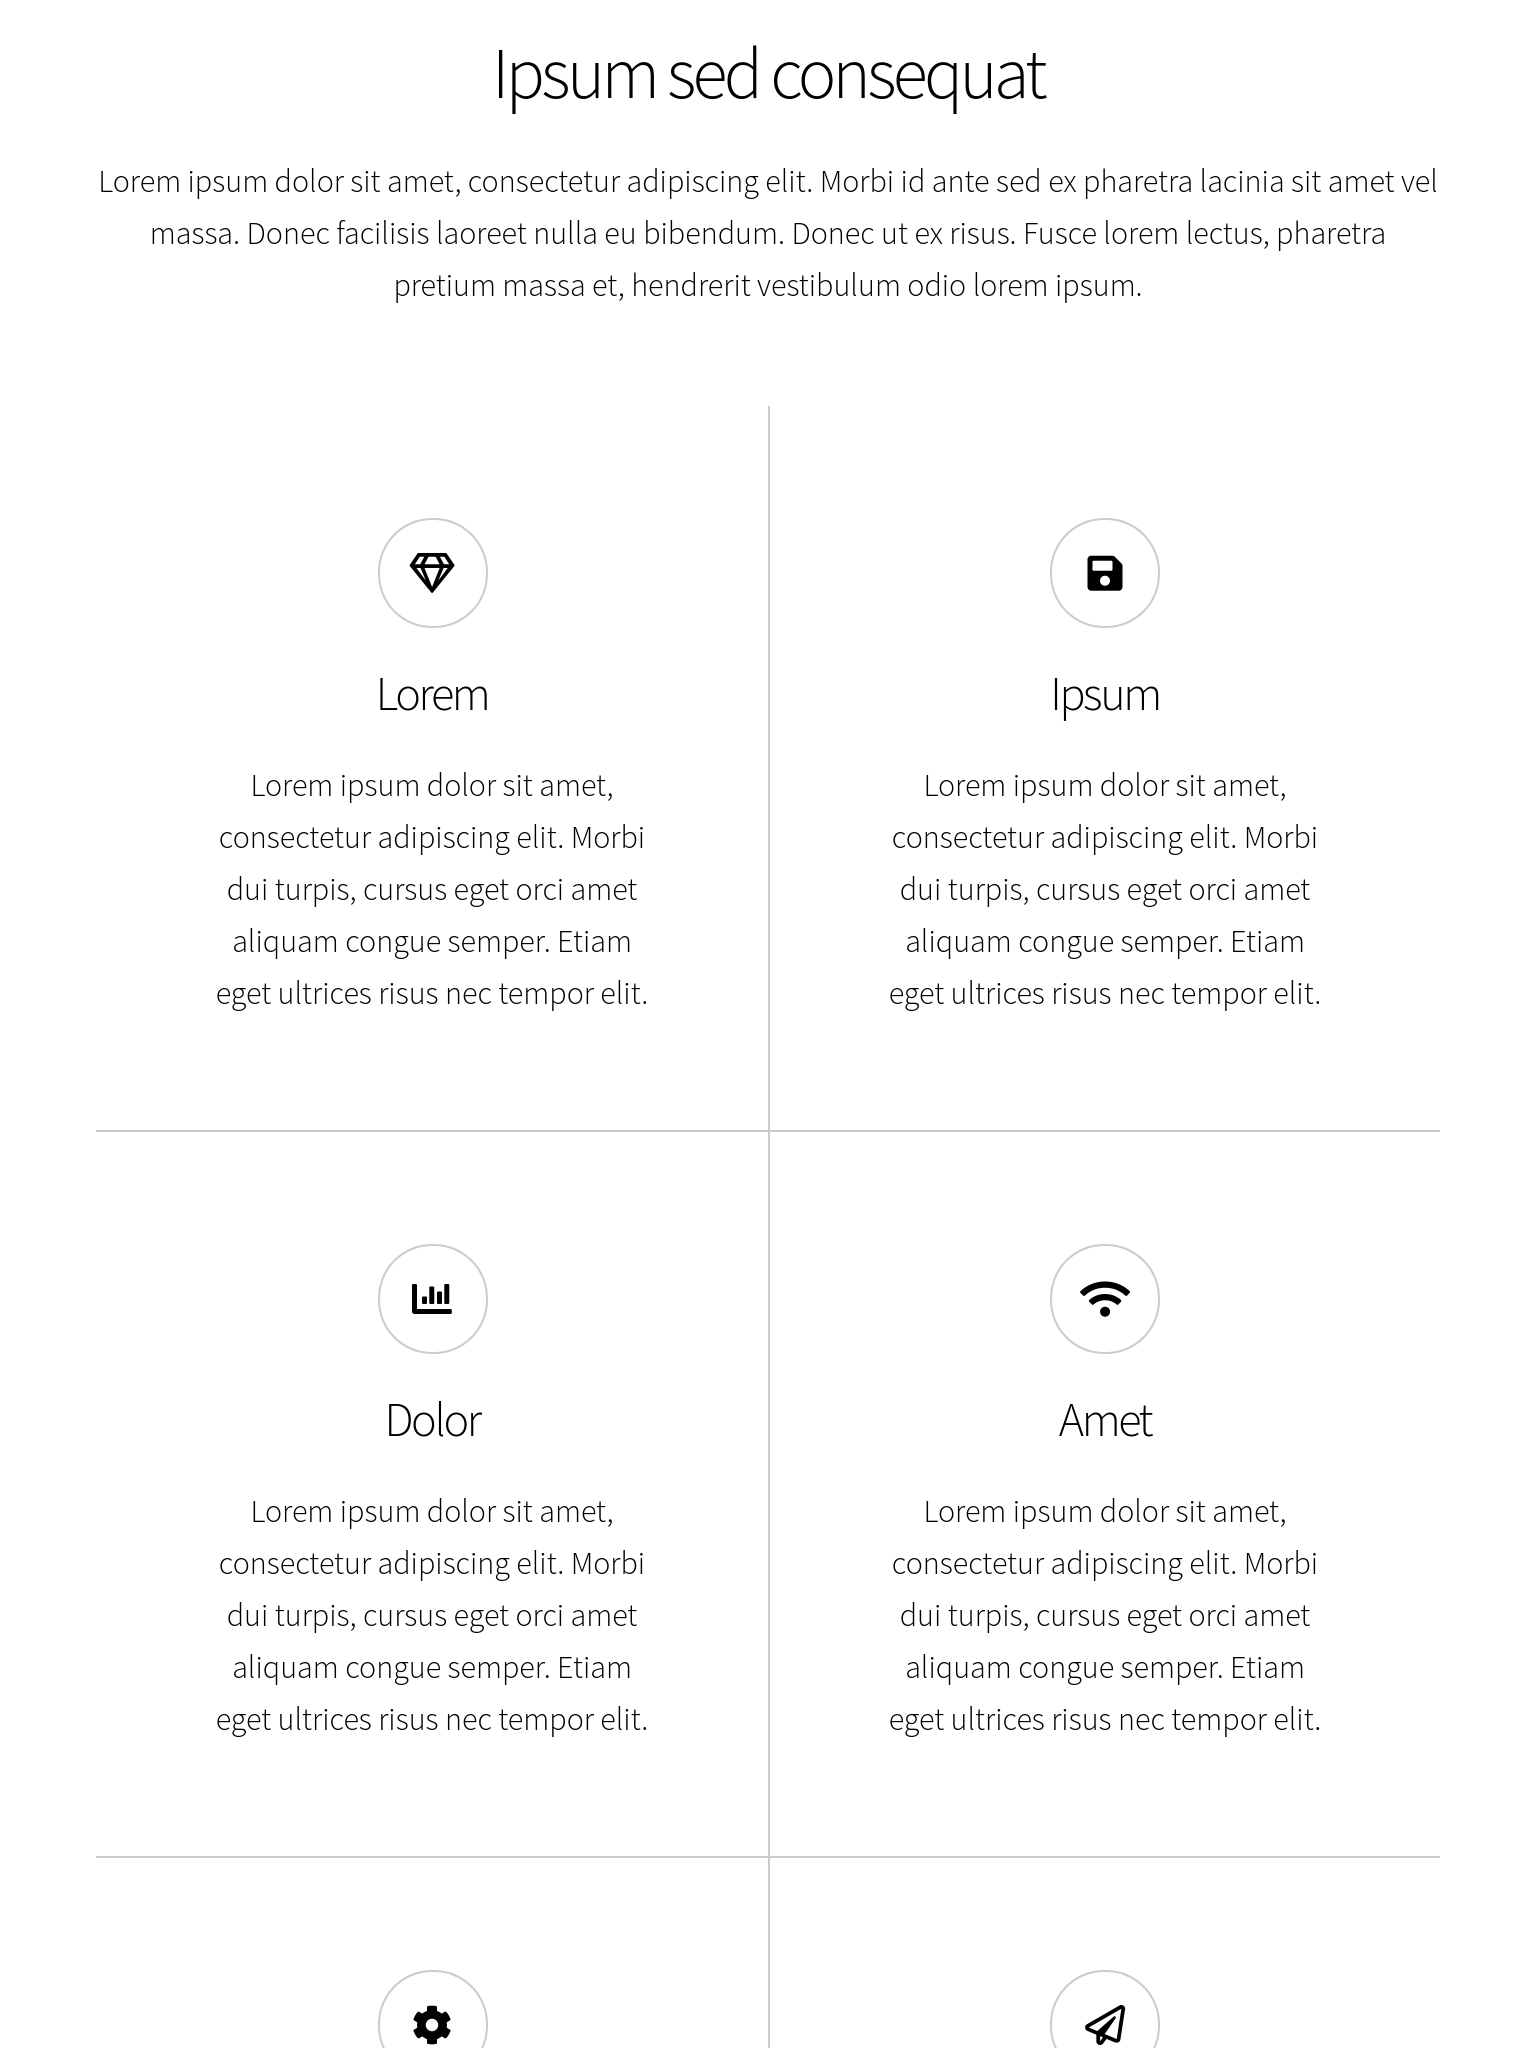 Ipsum sed consequat
Lorem ipsum dolor sit amet, consectetur adipiscing elit. Morbi id ante sed ex pharetra lacinia sit amet vel
massa. Donec facilisis laoreet nulla eu bibendum. Donec ut ex risus. Fusce lorem lectus, pharetra
pretium massa et, hendrerit vestibulum odio lorem ipsum.
Lorem
Lorem ipsum dolor sit amet,
consectetur adipiscing elit. Morbi
dui turpis, cursus eget orci amet
aliquam congue semper. Etiam
eget ultrices risus nec tempor elit.
Ipsum
Lorem ipsum dolor sit amet,
consectetur adipiscing elit. Morbi
dui turpis, cursus eget orci amet
aliquam congue semper. Etiam
eget ultrices risus nec tempor elit.
Dolor
Lorem ipsum dolor sit amet,
consectetur adipiscing elit. Morbi
dui turpis, cursus eget orci amet
aliquam congue semper. Etiam
eget ultrices risus nec tempor elit.
Amet
Lorem ipsum dolor sit amet,
consectetur adipiscing elit. Morbi
dui turpis, cursus eget orci amet
aliquam congue semper. Etiam
eget ultrices risus nec tempor elit.